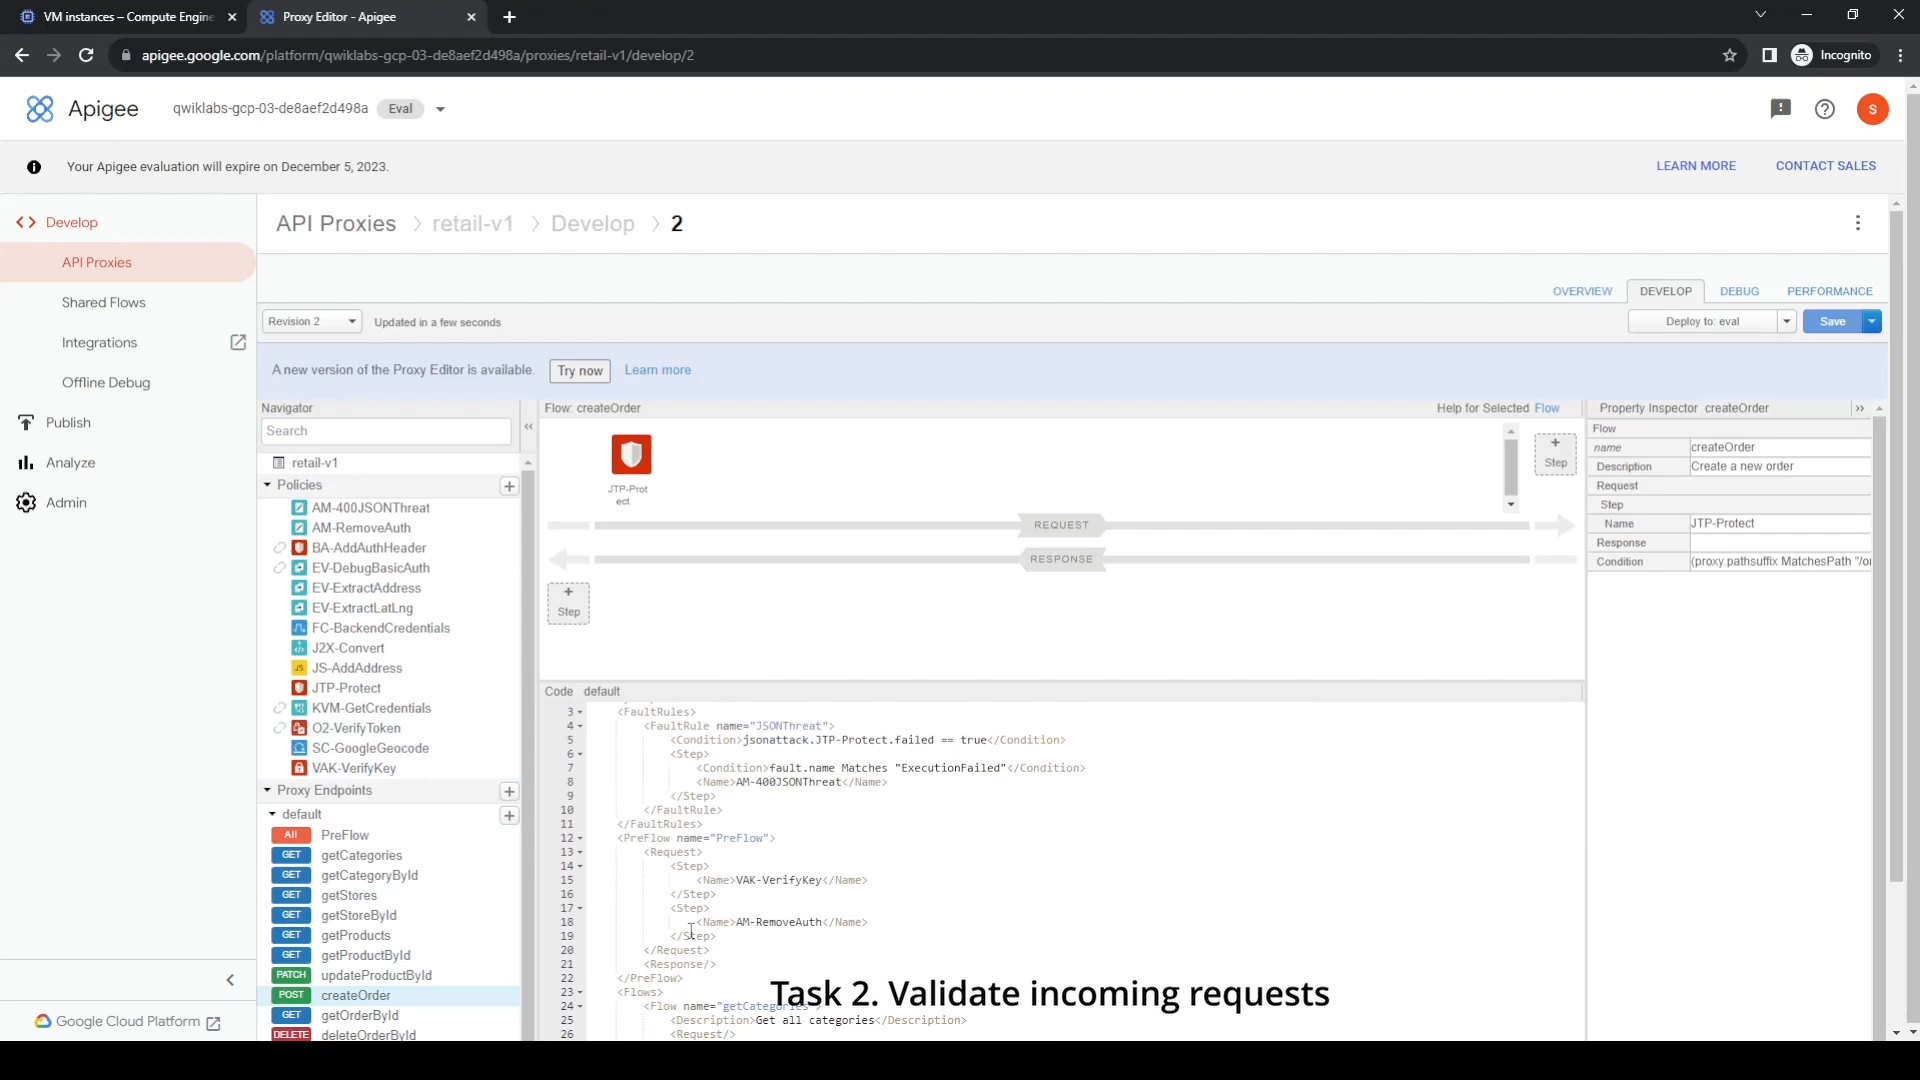 VM instances – Compute Engine
Proxy Editor - Apigee
apigee.google.com/platform/qwiklabs-gcp-03-de8aef2d498a/proxies/retail-v1/develop/2
Incognito
Apigee
qwiklabs-gcp-03-de8aef2d498a
Eval
S
Your Apigee evaluation will expire on December 5, 2023.
LEARN MORE
CONTACT SALES
Develop
API Proxies
Shared Flows
Integrations
Offline Debug
Publish
Analyze
Admin
Google Cloud Platform
API Proxies > retail-v1 > Develop > 2
OVERVIEW
DEVELOP
DEBUG
PERFORMANCE
Revision 2
Updated in a few seconds
Deploy to: eval
Save
A new version of the Proxy Editor is available.
Try now
Learn more
Navigator
Search
retail-v1
Policies
AM-400JSONThreat
AM-RemoveAuth
BA-AddAuthHeader
EV-DebugBasicAuth
EV-ExtractAddress
EV-ExtractLatLng
FC-BackendCredentials
J2X-Convert
JS JS-AddAddress
JTP-Protect
KVM-GetCredentials
O2-VerifyToken
SC-GoogleGeocode
VAK-VerifyKey
Proxy Endpoints
default
All PreFlow
GET getCategories
GET getCategoryById
GET getStores
GET getStoreById
GET getProducts
GET getProductById
PATCH updateProductById
POST createOrder
GET getOrderById
DELETE deleteOrderById
Flow: createOrder
Help for Selected Flow
JTP-Prot
ect
+
Step
REQUEST
RESPONSE
+
Step
Code default
3 <FaultRules>
4 <FaultRule name="JSONThreat">
5 <Condition>jsonattack.JTP-Protect.failed == true</Condition>
6 <Step>
7 <Condition>fault.name Matches "ExecutionFailed"</Condition>
8 <Name>AM-400JSONThreat</Name>
9 </Step>
10 </FaultRule>
11 </FaultRules>
12 <PreFlow name="PreFlow">
13 <Request>
14 <Step>
15 <Name>VAK-VerifyKey</Name>
16 </Step>
17 <Step>
18 <Name>AM-RemoveAuth</Name>
19 </Step>
20 </Request>
21 <Response/>
22 </PreFlow>
23 <Flows>
24 <Flow name="getCategories">
25 <Description>Get all categories</Description>
26 <Request/>
Property Inspector createOrder
Flow
name createOrder
Description Create a new order
Request
Step
Name JTP-Protect
Response
Condition (proxy.pathsuffix MatchesPath "/or
Task 2. Validate incoming requests